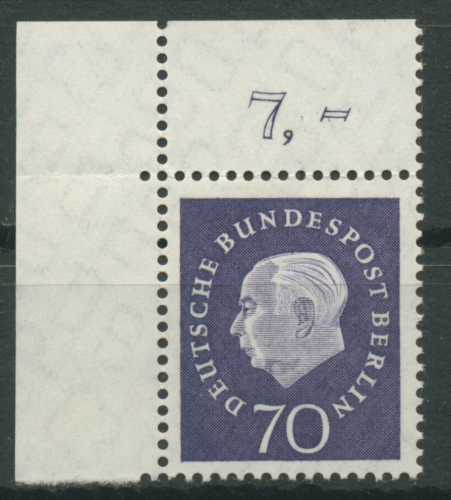 7,=
DEUTSCHE BUNDESPOST BERLIN
70